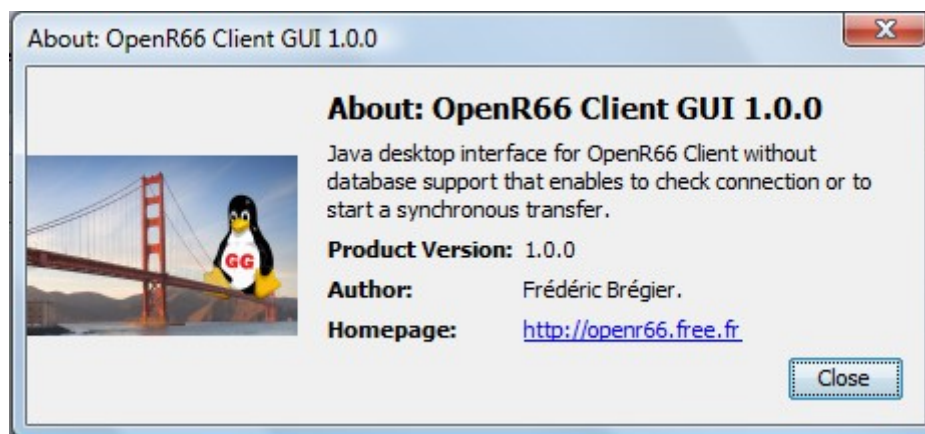 About: OpenR66 Client GUI 1.0.0
About: OpenR66 Client GUI 1.0.0
Java desktop interface for OpenR66 Client without
database support that enables to check connection or to
start a synchronous transfer.
Product Version: 1.0.0
Author: Frédéric Brégier.
Homepage: http://openr66.free.fr
GG
Close